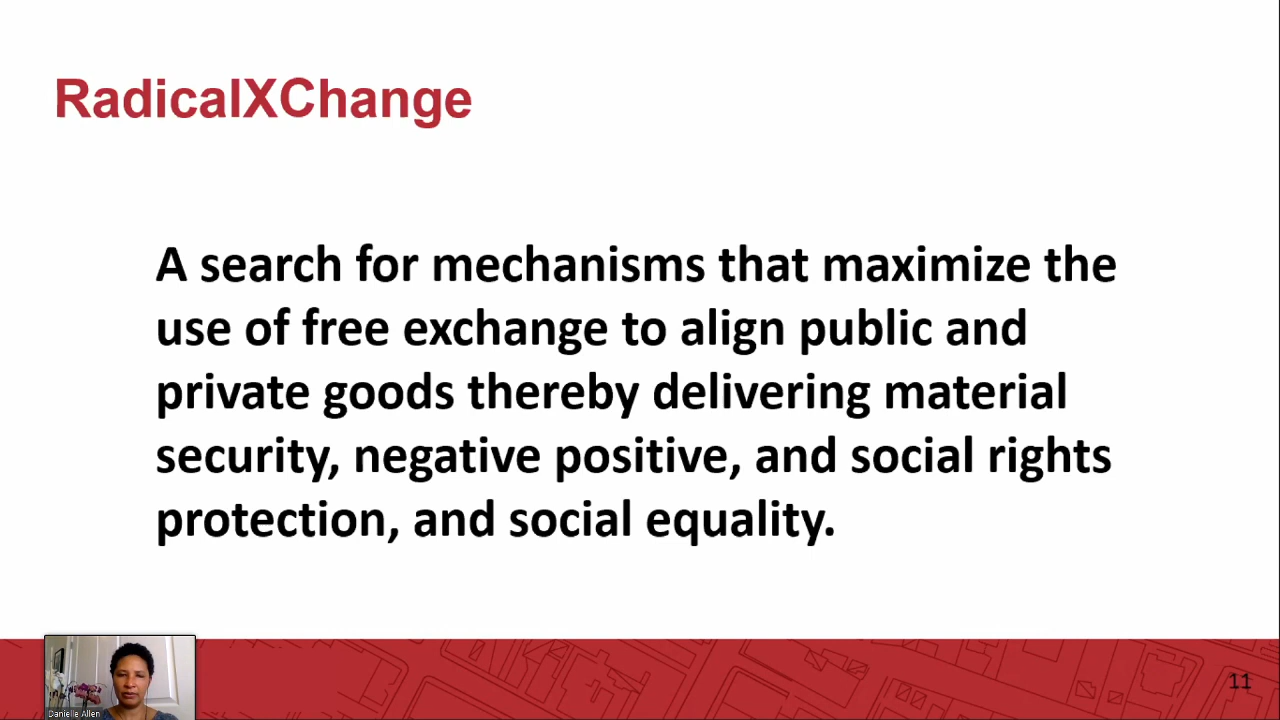 RadicalXChange
A search for mechanisms that maximize the
use of free exchange to align public and
private goods thereby delivering material
security, negative positive, and social rights
protection, and social equality.
Danielle Allen
11